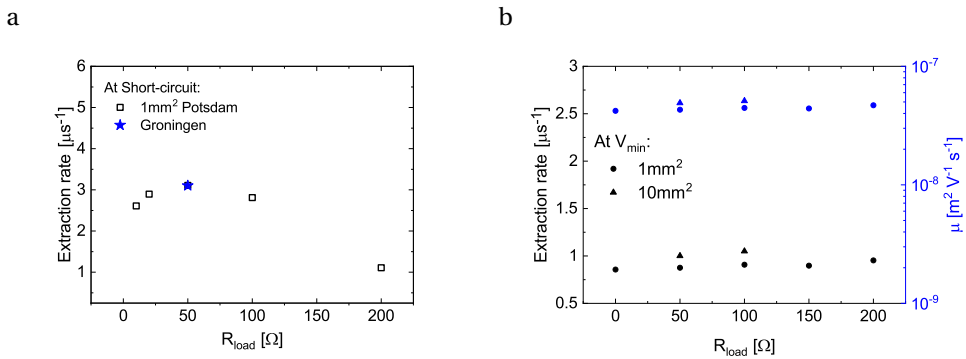 a
6
5
4
3
2
1
0 50 100 150 200
Extraction rate [μs⁻¹]
R_load [Ω]
At Short-circuit:
1mm² Potsdam
Groningen
b
3
2.5
2
1.5
1
0.5
0 50 100 150 200
Extraction rate [μs⁻¹]
R_load [Ω]
At V_min:
1mm²
10mm²
10⁻⁷
10⁻⁸
10⁻⁹
μ [m² V⁻¹ s⁻¹]